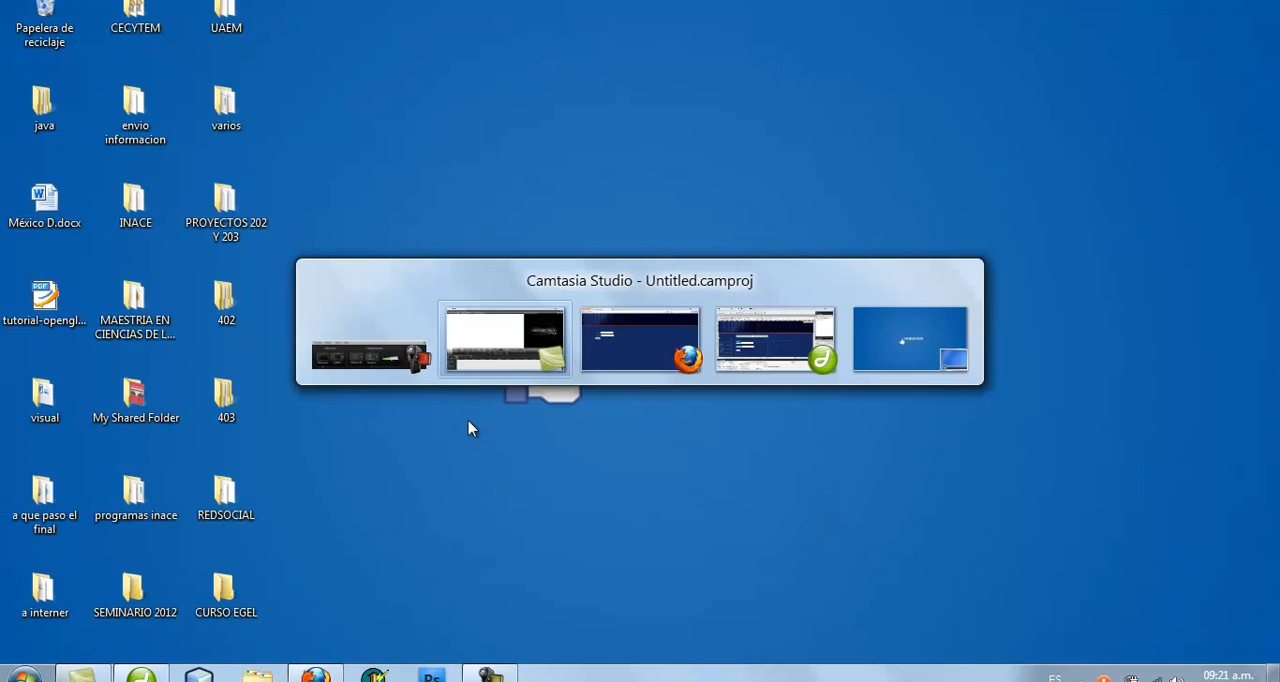 Papelera de
reciclaje
CECYTEM
UAEM
java
envio
informacion
varios
México D.docx
INACE
PROYECTOS 202
Y 203
Camtasia Studio - Untitled.camproj
tutorial-opengl...
MAESTRIA EN
CIENCIAS DE L...
402
visual
My Shared Folder
403
a que paso el
final
programas inace
REDSOCIAL
a interner
SEMINARIO 2012
CURSO EGEL
ES
09:21 a.m.